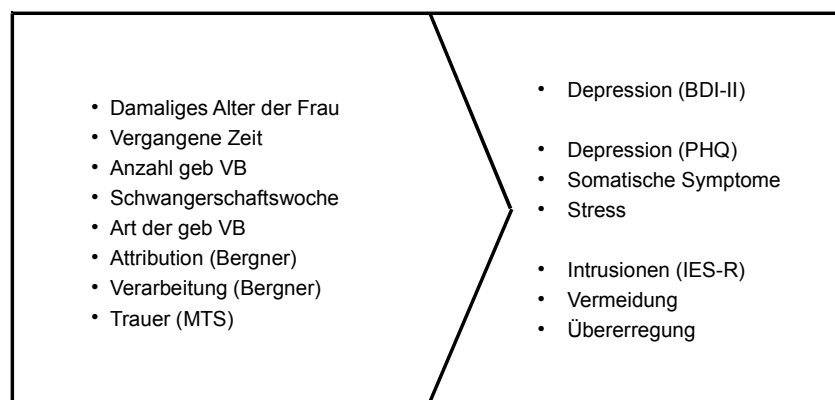 Damaliges Alter der Frau
Vergangene Zeit
Anzahl geb VB
Schwangerschaftswoche
Art der geb VB
Attribution (Bergner)
Verarbeitung (Bergner)
Trauer (MTS)
Depression (BDI-II)
Depression (PHQ)
Somatische Symptome
Stress
Intrusionen (IES-R)
Vermeidung
Übererregung